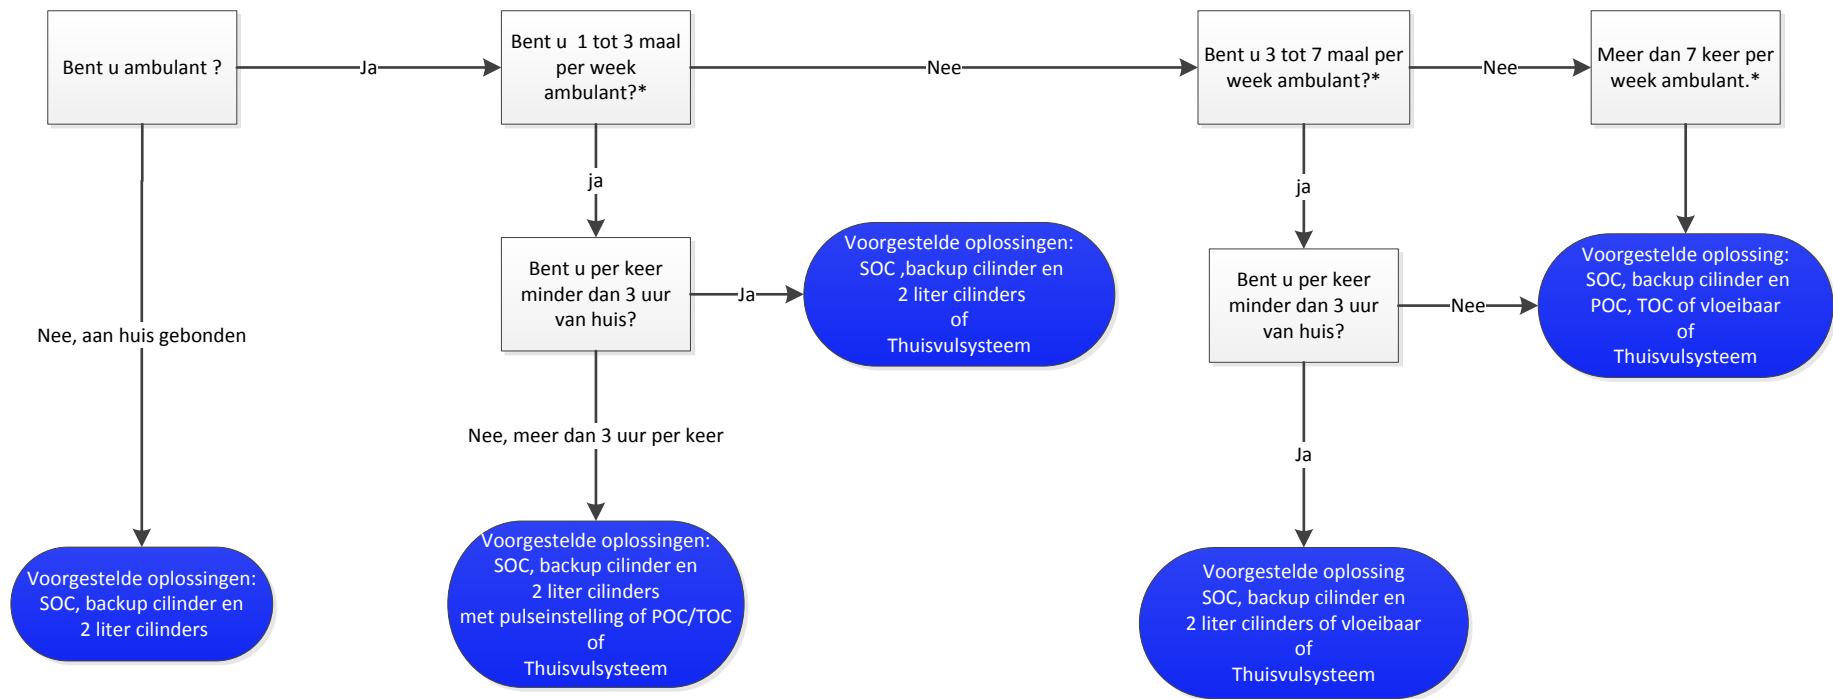 Bent u ambulant ?
Ja
Bent u  1 tot 3 maal
per week
ambulant?*
Nee
Bent u 3 tot 7 maal per
week ambulant?*
Nee
Meer dan 7 keer per
week ambulant.*
ja
ja
Nee, aan huis gebonden
Bent u per keer
minder dan 3 uur
van huis?
Ja
Voorgestelde oplossingen:
SOC ,backup cilinder en
2 liter cilinders
of
Thuisvulsysteem
Bent u per keer
minder dan 3 uur
van huis?
Nee
Voorgestelde oplossing:
SOC, backup cilinder en
POC, TOC of vloeibaar
of
Thuisvulsysteem
Nee, meer dan 3 uur per keer
Ja
Voorgestelde oplossingen:
SOC, backup cilinder en
2 liter cilinders
Voorgestelde oplossingen:
SOC, backup cilinder en
2 liter cilinders
met pulseinstelling of POC/TOC
of
Thuisvulsysteem
Voorgestelde oplossing
SOC, backup cilinder en
2 liter cilinders of vloeibaar
of
Thuisvulsysteem